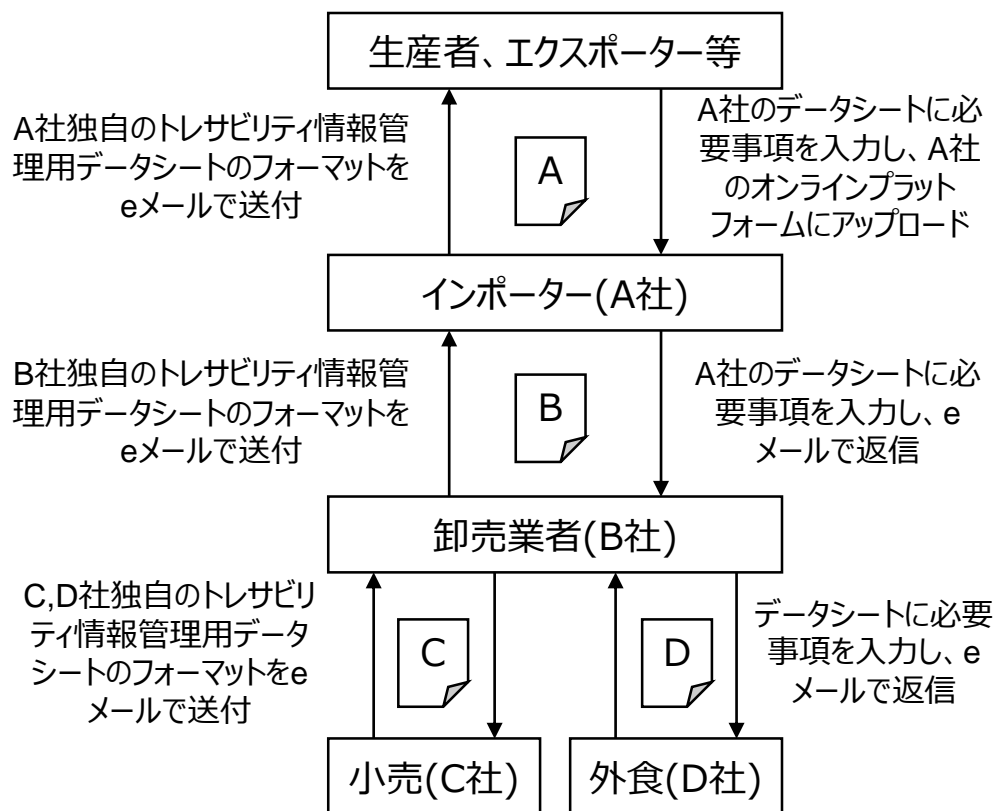 生産者、エクスポーター等
A社独自のトレサビリティ情報管
理用データシートのフォーマットを
eメールで送付
A
A社のデータシートに必
要事項を入力し、A社
のオンラインプラット
フォームにアップロード
インポーター(A社)
B社独自のトレサビリティ情報管
理用データシートのフォーマットを
eメールで送付
B
A社のデータシートに必
要事項を入力し、e
メールで返信
卸売業者(B社)
C,D社独自のトレサビリ
ティ情報管理用データ
シートのフォーマットをe
メールで送付
C
D
データシートに必要
事項を入力し、e
メールで返信
小売(C社)
外食(D社)